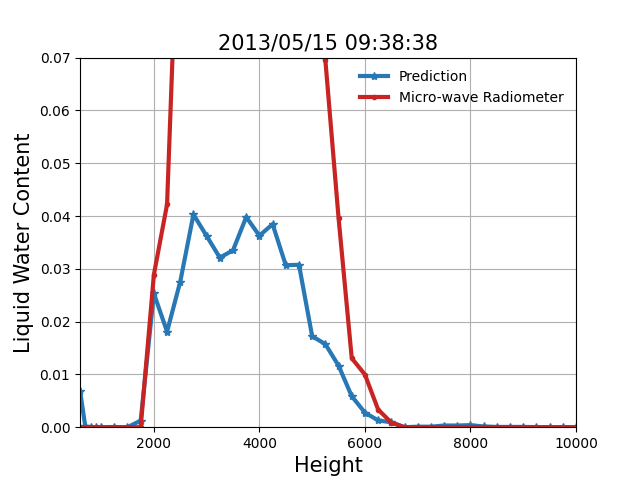 2013/05/15 09:38:38
Prediction
Micro-wave Radiometer
Liquid Water Content
0.07
0.06
0.05
0.04
0.03
0.02
0.01
0.00
2000 4000 6000 8000 10000
Height